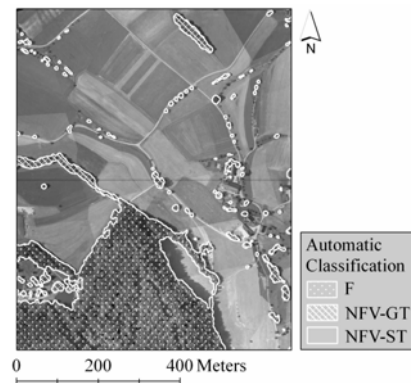 N
Automatic
Classification
F
NFV-GT
NFV-ST
0 200 400 Meters